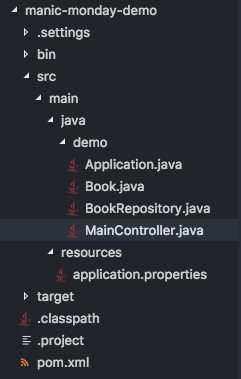 manic-monday-demo
.settings
bin
src
main
java
demo
Application.java
Book.java
BookRepository.java
MainController.java
resources
application.properties
target
.classpath
.project
pom.xml